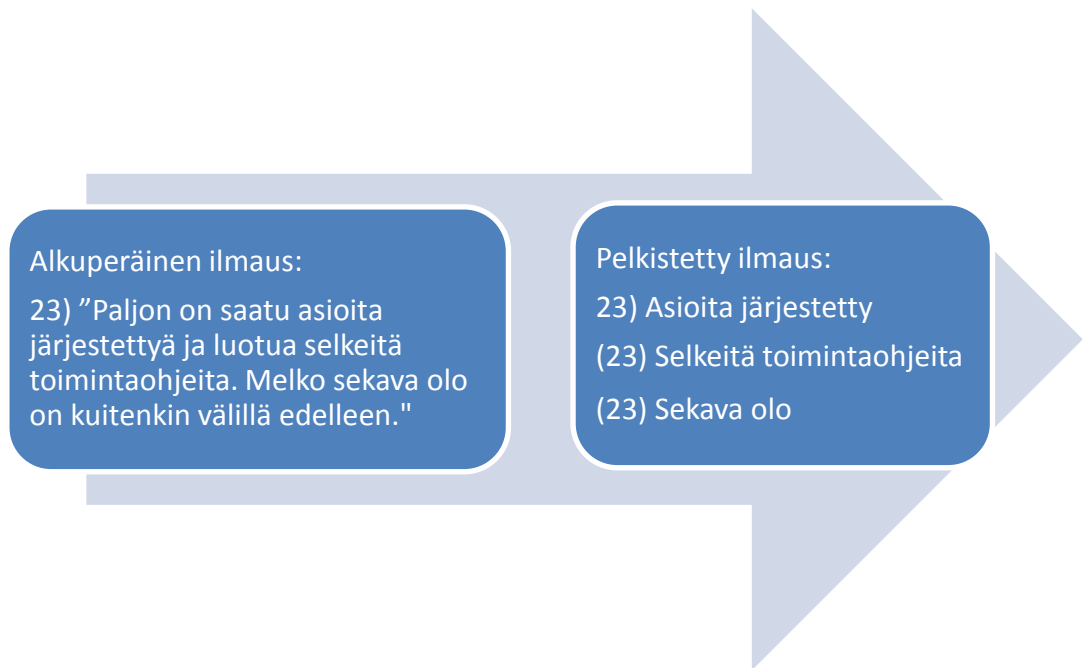 Alkuperäinen ilmaus:
23) ”Paljon on saatu asioita
järjestettyä ja luotua selkeitä
toimintaohjeita. Melko sekava olo
on kuitenkin välillä edelleen."
Pelkistetty ilmaus:
23) Asioita järjestetty
(23) Selkeitä toimintaohjeita
(23) Sekava olo